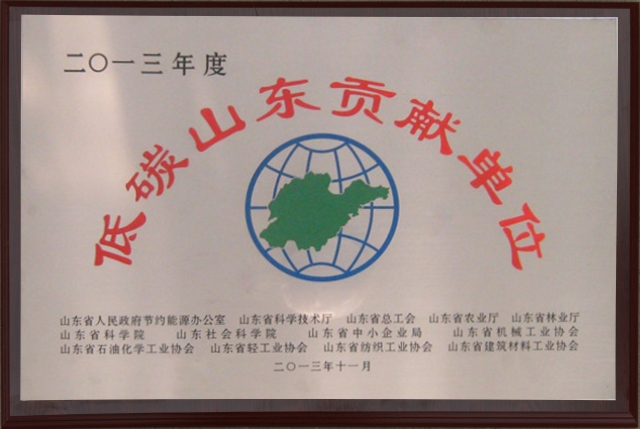 二〇一三年度
低碳山东贡献单位
山东省人民政府节约能源办公室 山东省科学技术厅 山东省总工会 山东省农业厅 山东省林业厅
山东省科学院 山东社会科学院 山东省中小企业局 山东省机械工业协会
山东省石油化学工业协会 山东省轻工业协会 山东省纺织工业协会 山东省建筑材料工业协会
二〇一三年十一月